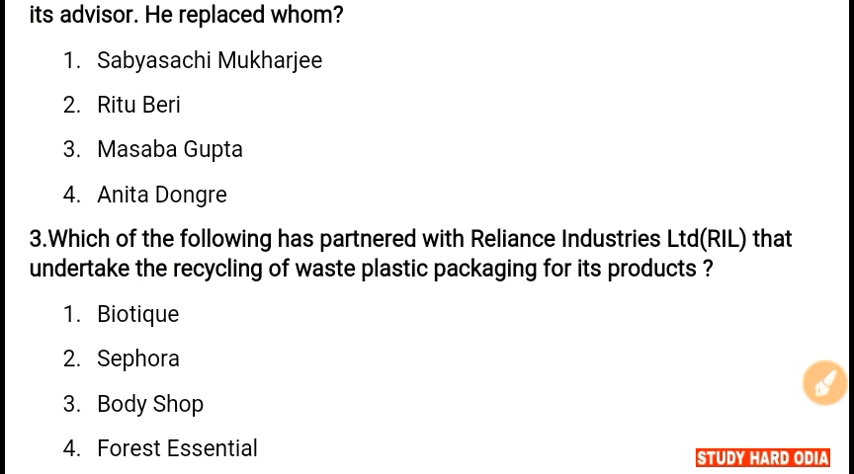 its advisor. He replaced whom?
1. Sabyasachi Mukharjee
2. Ritu Beri
3. Masaba Gupta
4. Anita Dongre
3.Which of the following has partnered with Reliance Industries Ltd(RIL) that
undertake the recycling of waste plastic packaging for its products ?
1. Biotique
2. Sephora
3. Body Shop
4. Forest Essential
STUDY HARD ODIA